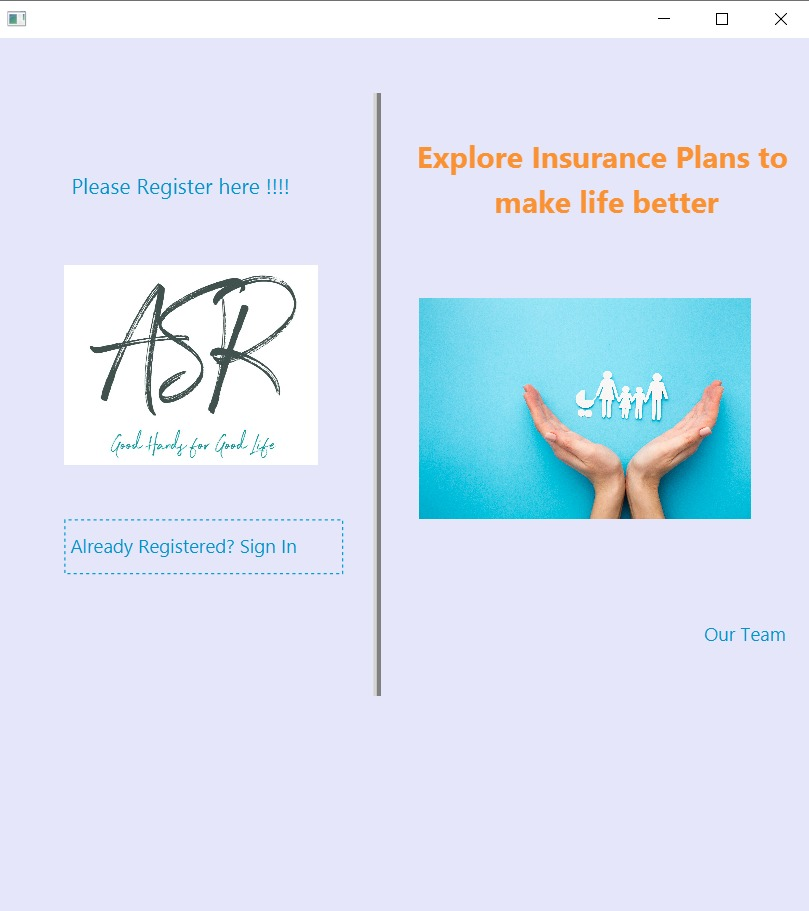 Please Register here !!!!
ASR
Good Hands for Good Life
Already Registered? Sign In
Explore Insurance Plans to
make life better
Our Team